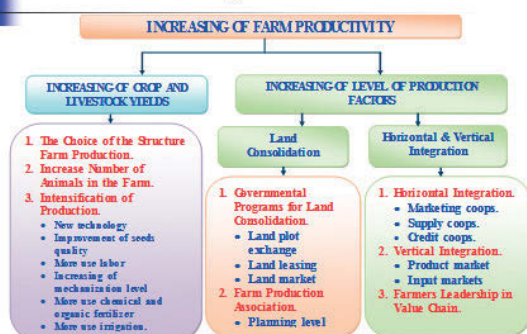 INCREASING OF FARM PRODUCTIVITY
INCREASING OF CROP AND
LIVESTOCK YIELDS
1. The Choice of the Structure
Farm Production.
2. Increase Number of
Animals in the Farm.
3. Intensification of
Production.
• New technology
• Improvement of seeds
quality
• More use labor
• Increasing of
mechanization level
• More use chemical and
organic fertilizer
• More use irrigation.
INCREASING OF LEVEL OF PRODUCTION
FACTORS
Land
Consolidation
1. Governmental
Programs for Land
Consolidation.
• Land plot
exchange
• Land leasing
• Land market
2. Farm Production
Association.
• Planning level
Horizontal & Vertical
Integration
1. Horizontal Integration.
• Marketing coops.
• Supply coops.
• Credit coops.
2. Vertical Integration.
• Product market
• Input markets
3. Farmers Leadership in
Value Chain.